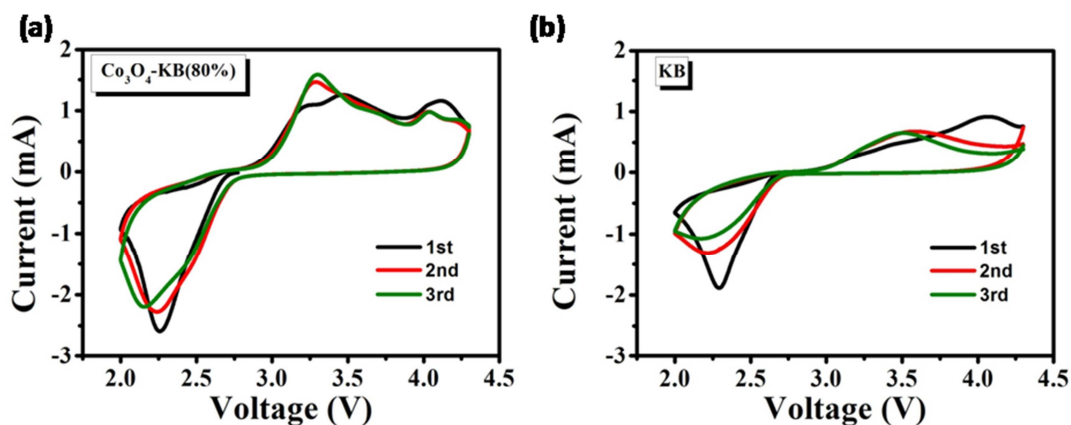 (a)
2
Co₃O₄-KB(80%)
1
0
-1
-2
-3
Current (mA)
1st
2nd
3rd
2.0 2.5 3.0 3.5 4.0 4.5
Voltage (V)
(b)
2
KB
1
0
-1
-2
-3
Current (mA)
1st
2nd
3rd
2.0 2.5 3.0 3.5 4.0 4.5
Voltage (V)